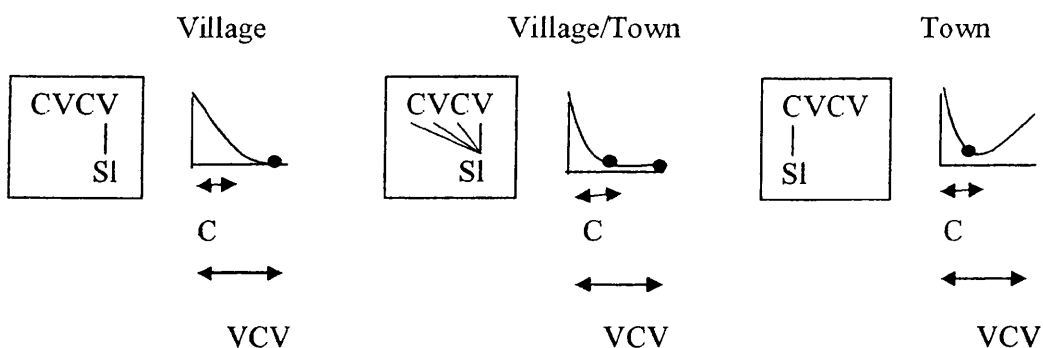 Village Village/Town Town
CVCV CVCV CVCV
Sl Sl Sl
C C C
VCV VCV VCV